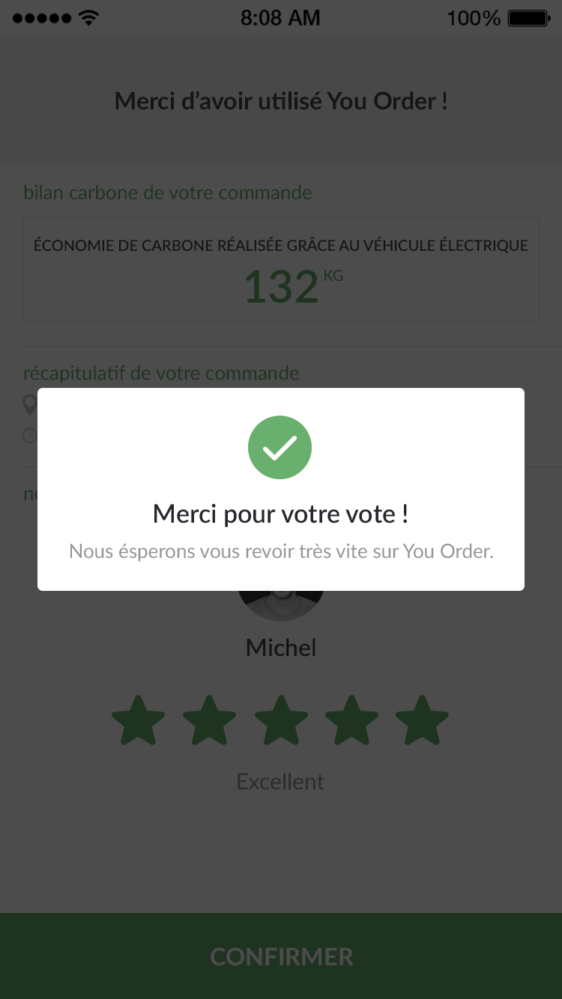 8:08 AM 100%
Merci d’avoir utilisé You Order !
bilan carbone de votre commande
ÉCONOMIE DE CARBONE RÉALISÉE GRÂCE AU VÉHICULE ÉLECTRIQUE
132 KG
récapitulatif de votre commande
Merci pour votre vote !
Nous ésperons vous revoir très vite sur You Order.
Michel
Excellent
CONFIRMER